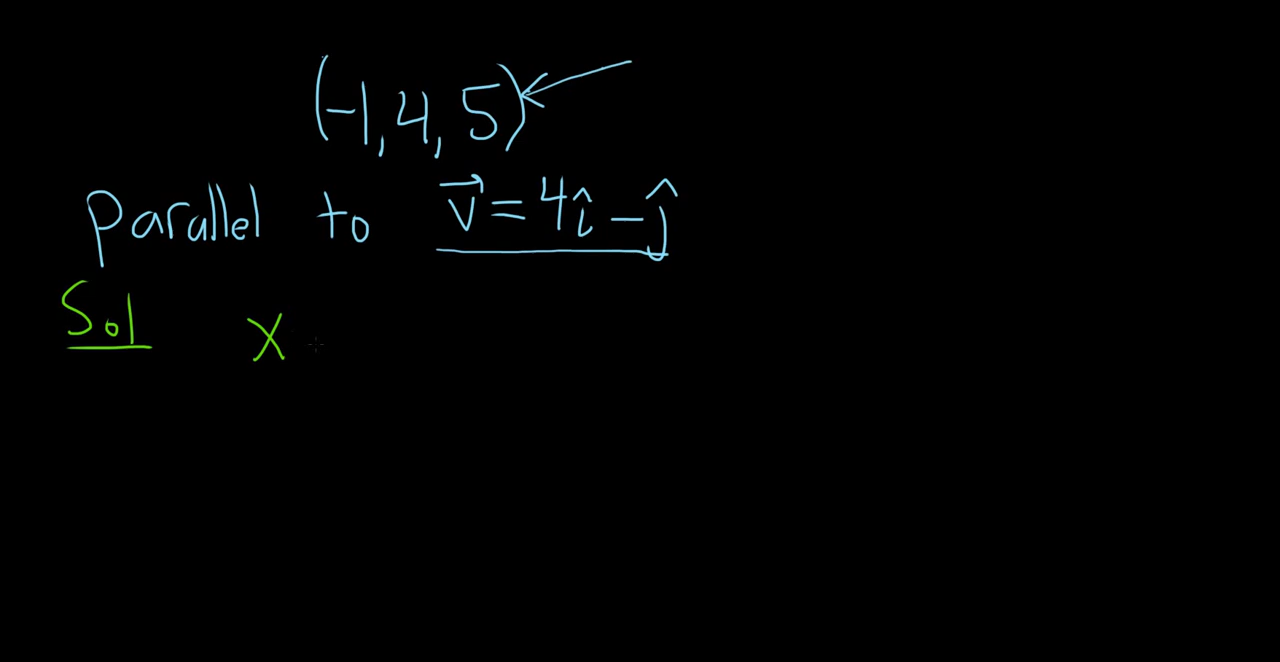 (-1,4,5)
Parallel to v⃗=4î-ĵ
Sol X